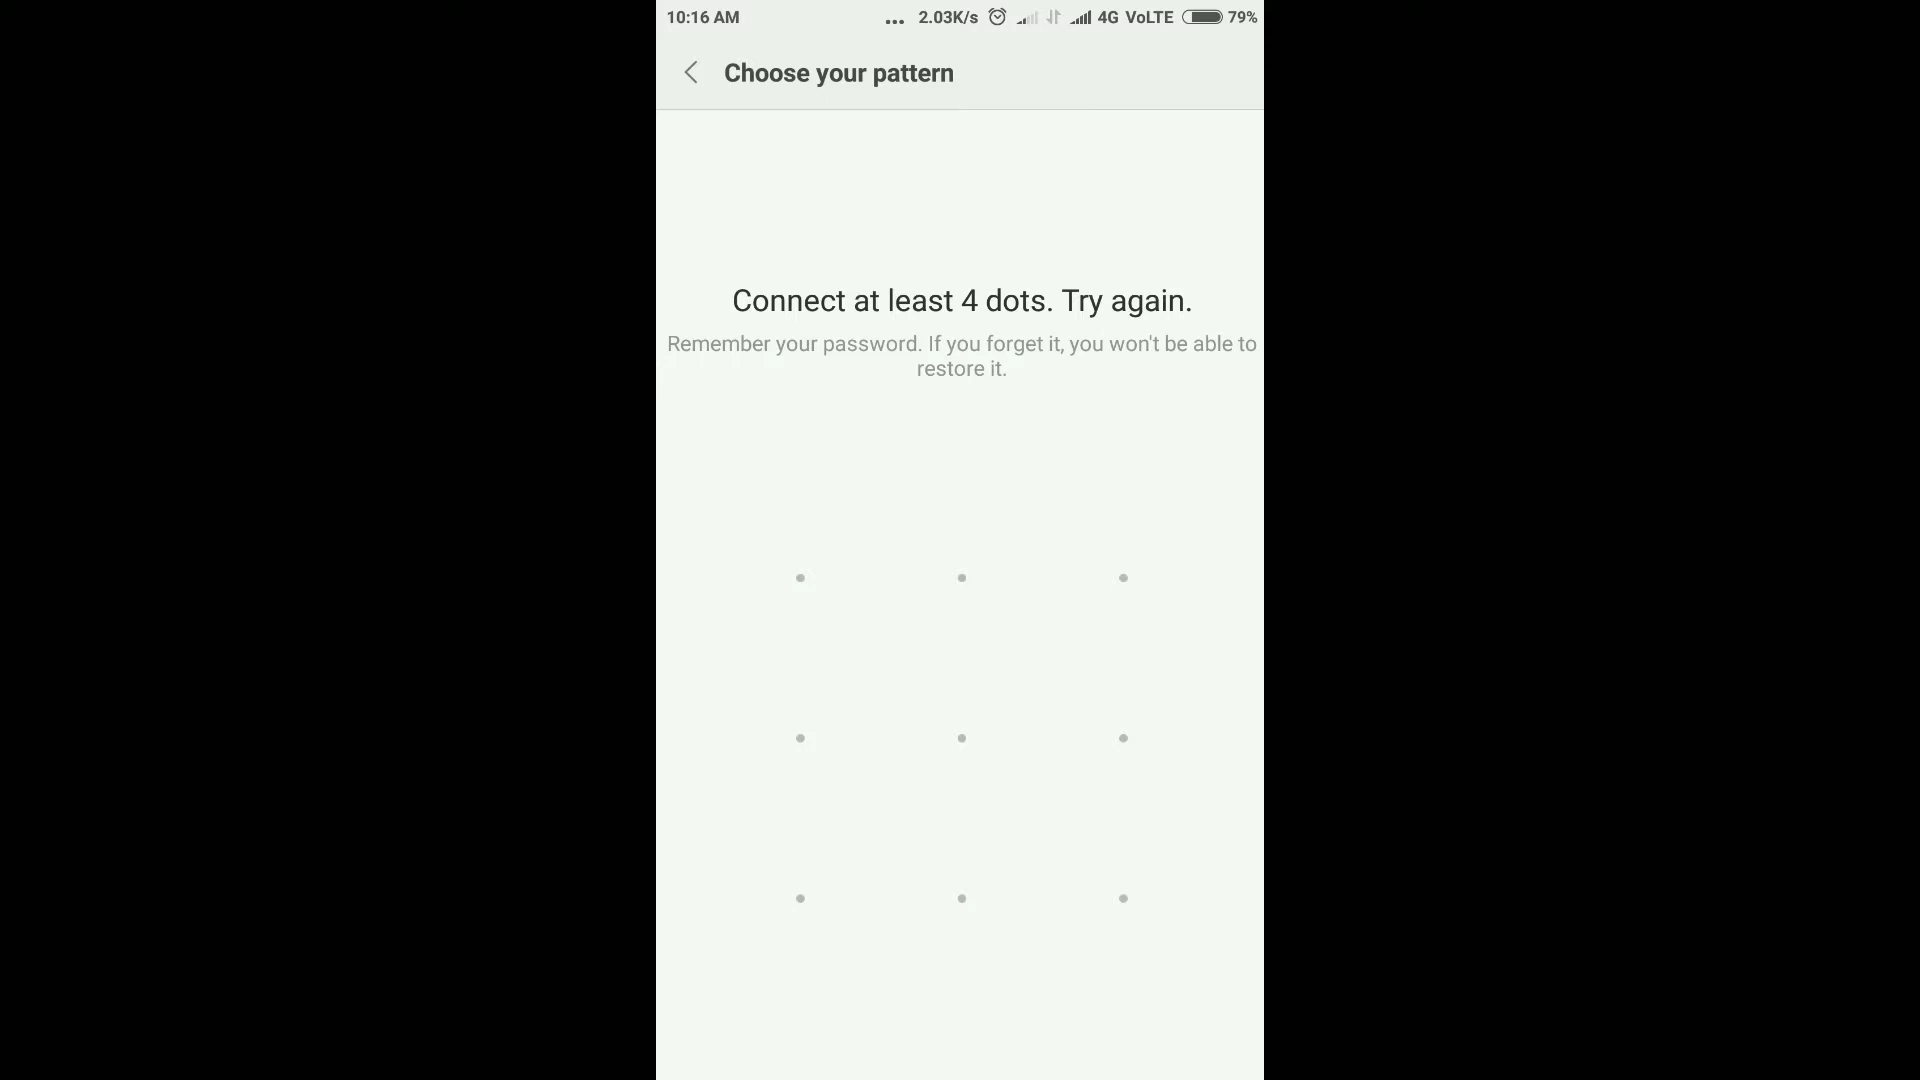 10:16 AM ... 2.03K/s 4G VoLTE 79%
Choose your pattern
Connect at least 4 dots. Try again.
Remember your password. If you forget it, you won't be able to
restore it.